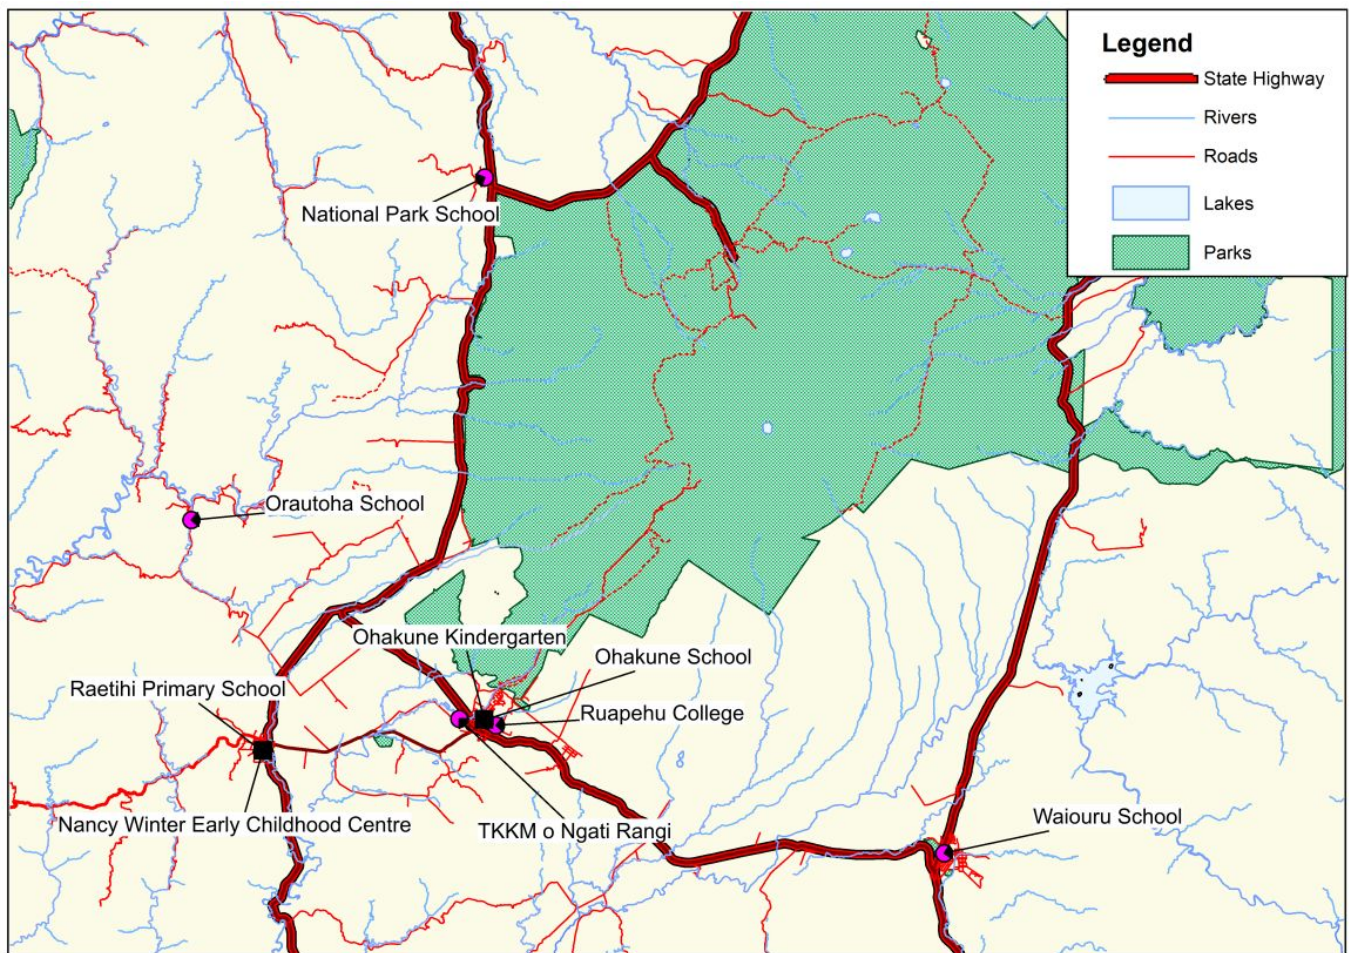 Legend
State Highway
Rivers
Roads
Lakes
Parks
National Park School
Orautoha School
Ohakune Kindergarten
Ohakune School
Raetihi Primary School
Ruapehu College
Nancy Winter Early Childhood Centre
TKKM o Ngati Rangi
Waiouru School